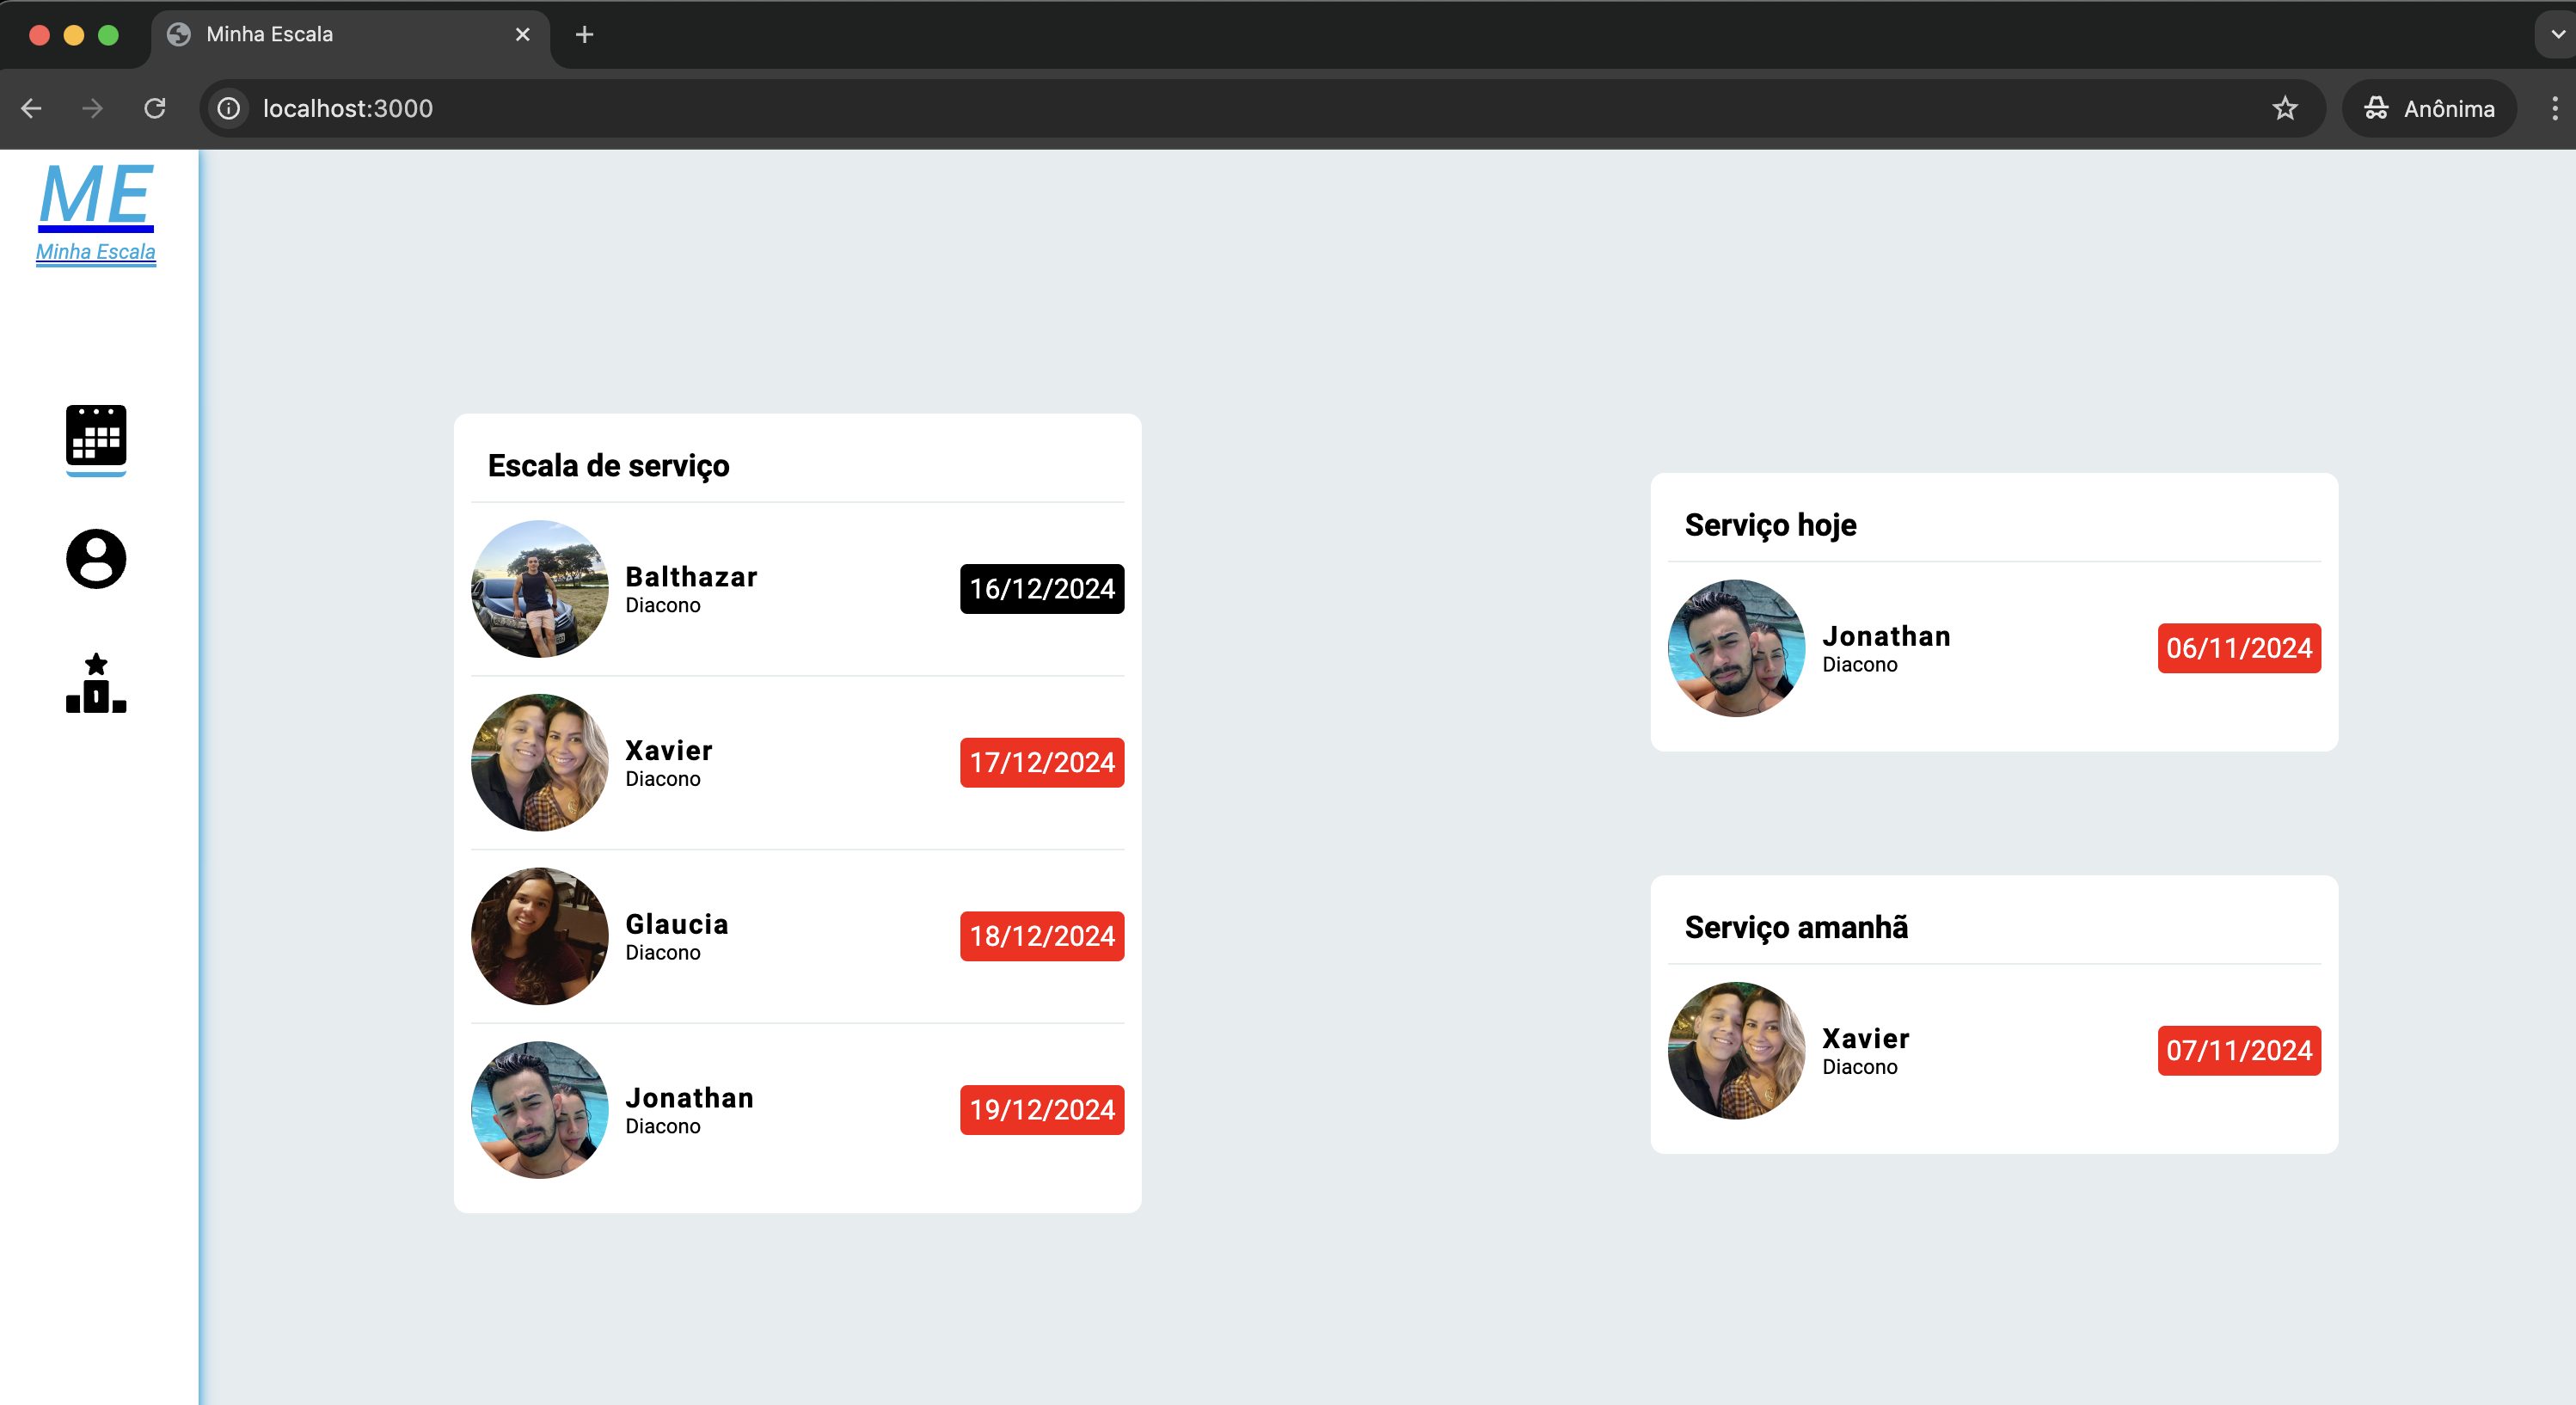 Minha Escala
localhost:3000
Anônima
ME
Minha Escala
Escala de serviço
Balthazar
Diacono
16/12/2024
Xavier
Diacono
17/12/2024
Glaucia
Diacono
18/12/2024
Jonathan
Diacono
19/12/2024
Serviço hoje
Jonathan
Diacono
06/11/2024
Serviço amanhã
Xavier
Diacono
07/11/2024